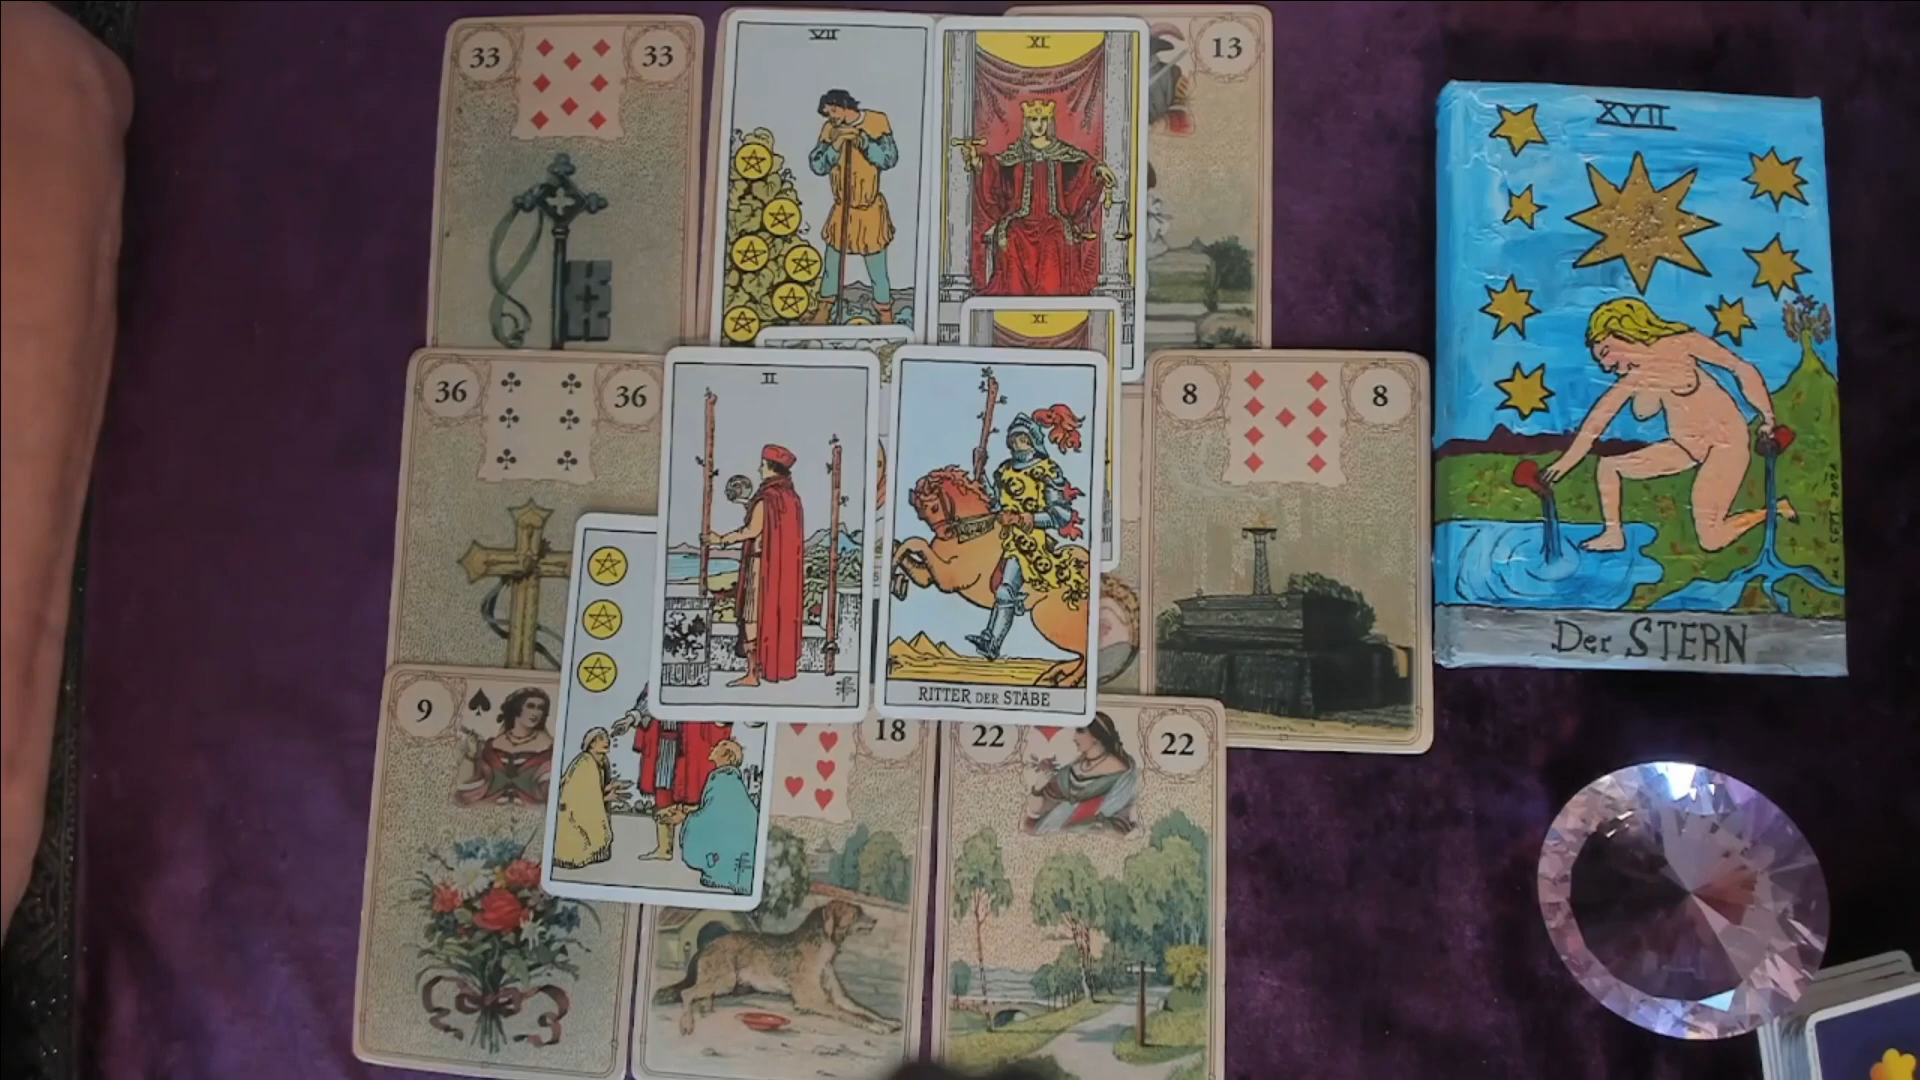 33 33
VII
XI
13
XVII
XI
36 36
II
8 8
9
RITTER DER STÄBE
18
22 22
Der STERN